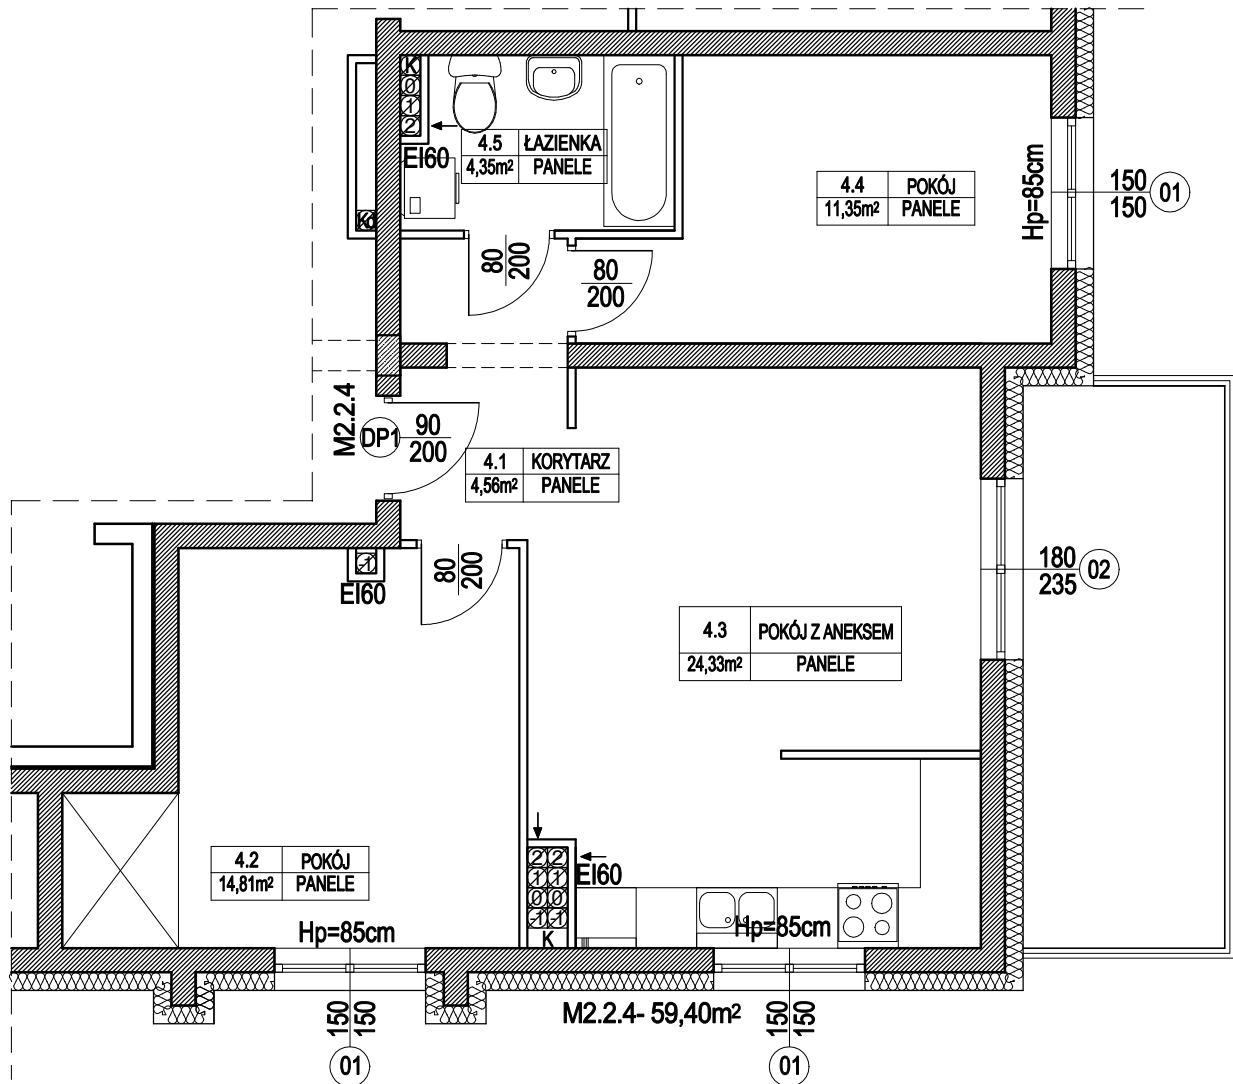 K
0
1
2
EI60
4.5 ŁAZIENKA
4,35m² PANELE
4.4 POKÓJ
11,35m² PANELE
Hp=85cm
150
150
01
80
200
80
200
M2.2.4
DP1
90
200
4.1 KORYTARZ
4,56m² PANELE
-1
EI60
80
200
180
235
02
4.3 POKÓJ Z ANEKSEM
24,33m² PANELE
4.2 POKÓJ
14,81m² PANELE
2 2
1 1
0 0
-1 -1
K
EI60
Hp=85cm
Hp=85cm
M2.2.4- 59,40m²
150
150
01
150
150
01